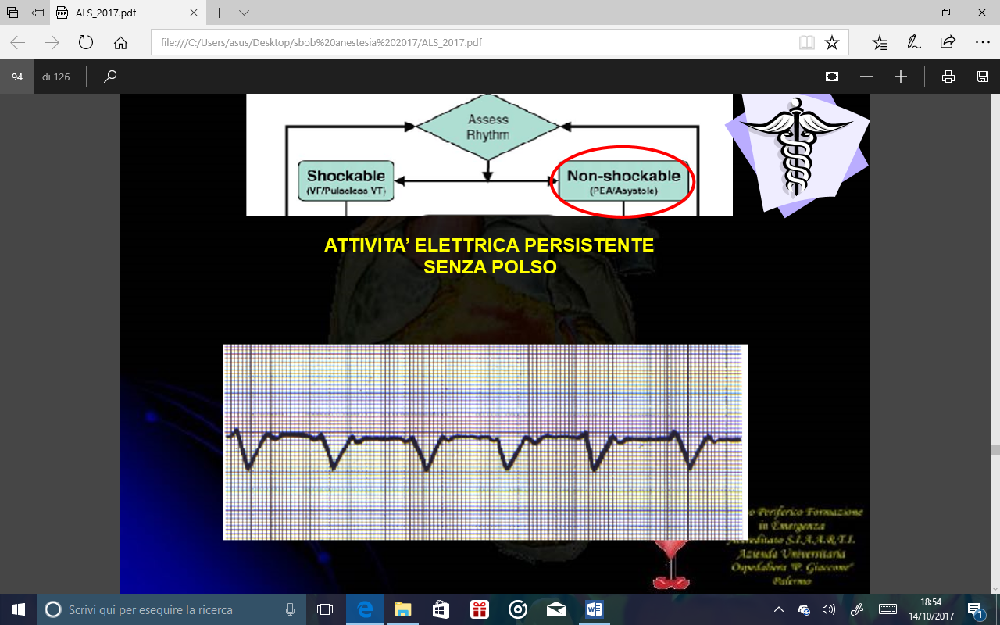 ALS_2017.pdf
file:///C:/Users/asus/Desktop/sbob%20anestesia%202017/ALS_2017.pdf
94 di 126
Assess
Rhythm
Shockable
(VF/Pulseless VT)
Non-shockable
(PEA/Asystole)
ATTIVITA’ ELETTRICA PERSISTENTE
SENZA POLSO
o Periferico Formazione
in Emergenza
Accreditato S.I.A.A.R.T.I.
Azienda Universitaria
Ospedaliera "P. Giaccone"
Palermo
Scrivi qui per eseguire la ricerca
18:54
14/10/2017
1